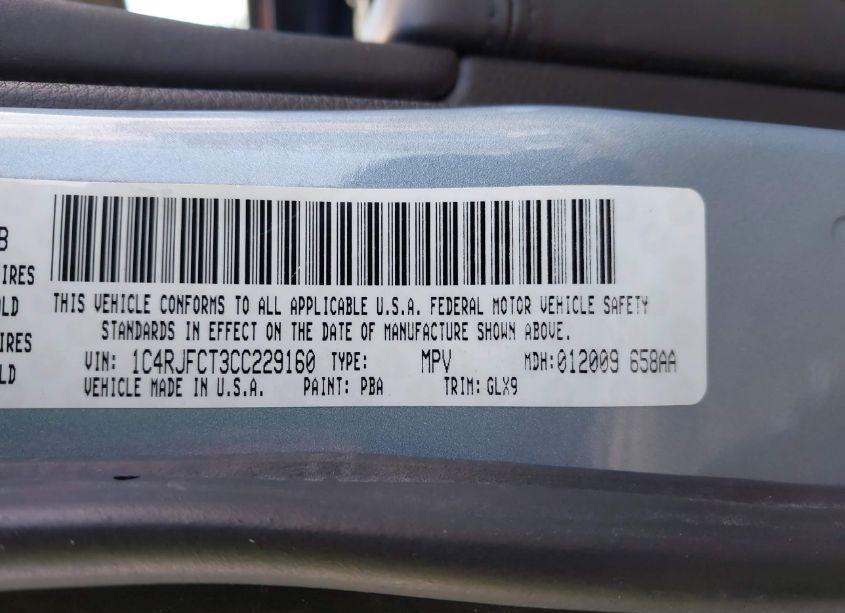 B
IRES
OLD
IRES
LD
THIS VEHICLE CONFORMS TO ALL APPLICABLE U.S.A. FEDERAL MOTOR VEHICLE SAFETY
STANDARDS IN EFFECT ON THE DATE OF MANUFACTURE SHOWN ABOVE.
VIN: 1C4RJFCT3CC229160 TYPE: MPV MDH:012009 658AA
VEHICLE MADE IN U.S.A. PAINT: PBA TRIM: GLX9